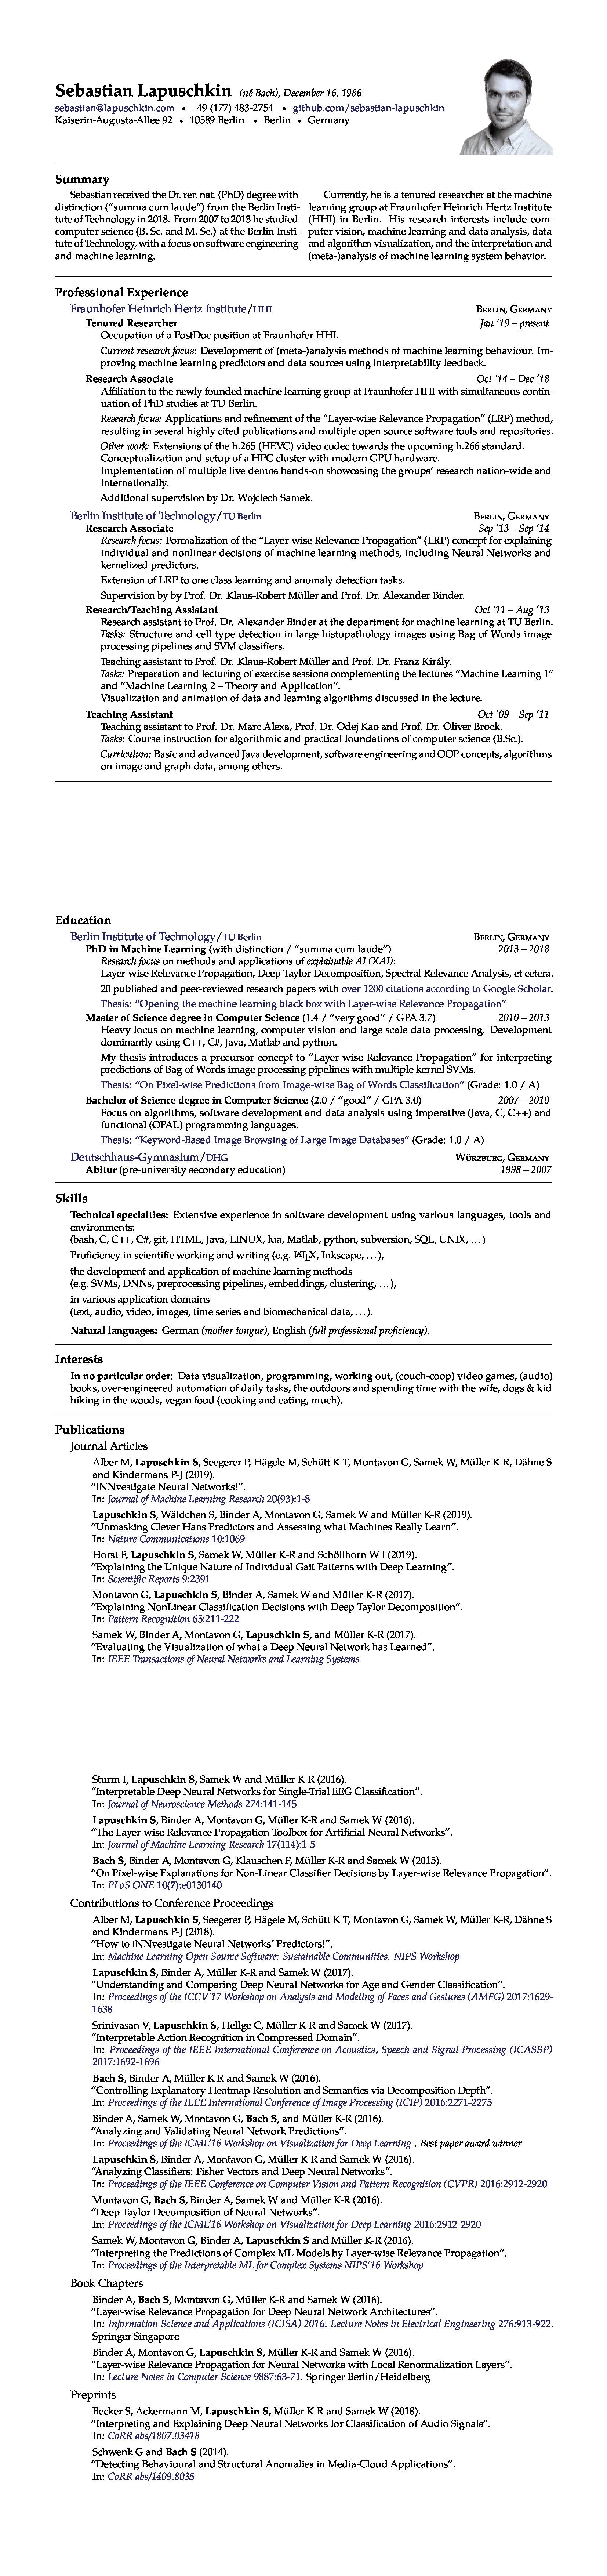 Sebastian Lapuschkin (né Bach), December 16, 1986
sebastian@lapuschkin.com • +49 (177) 483-2754 • github.com/sebastian-lapuschkin
Kaiserin-Augusta-Allee 92 • 10589 Berlin • Berlin • Germany
Summary
Sebastian received the Dr. rer. nat. (PhD) degree with
distinction (“summa cum laude”) from the Berlin Insti-
tute of Technology in 2018. From 2007 to 2013 he studied
computer science (B. Sc. and M. Sc.) at the Berlin Insti-
tute of Technology, with a focus on software engineering
and machine learning.
Currently, he is a tenured researcher at the machine
learning group at Fraunhofer Heinrich Hertz Institute
(HHI) in Berlin. His research interests include com-
puter vision, machine learning and data analysis, data
and algorithm visualization, and the interpretation and
(meta-)analysis of machine learning system behavior.
Professional Experience
Fraunhofer Heinrich Hertz Institute/HHI Berlin, Germany
Tenured Researcher Jan ’19 – present
Occupation of a PostDoc position at Fraunhofer HHI.
Current research focus: Development of (meta-)analysis methods of machine learning behaviour. Im-
proving machine learning predictors and data sources using interpretability feedback.
Research Associate Oct ’14 – Dec ’18
Affiliation to the newly founded machine learning group at Fraunhofer HHI with simultaneous contin-
uation of PhD studies at TU Berlin.
Research focus: Applications and refinement of the “Layer-wise Relevance Propagation” (LRP) method,
resulting in several highly cited publications and multiple open source software tools and repositories.
Other work: Extensions of the h.265 (HEVC) video codec towards the upcoming h.266 standard.
Conceptualization and setup of a HPC cluster with modern GPU hardware.
Implementation of multiple live demos hands-on showcasing the groups’ research nation-wide and
internationally.
Additional supervision by Dr. Wojciech Samek.
Berlin Institute of Technology/TU Berlin Berlin, Germany
Research Associate Sep ’13 – Sep ’14
Research focus: Formalization of the “Layer-wise Relevance Propagation” (LRP) concept for explaining
individual and nonlinear decisions of machine learning methods, including Neural Networks and
kernelized predictors.
Extension of LRP to one class learning and anomaly detection tasks.
Supervision by by Prof. Dr. Klaus-Robert Müller and Prof. Dr. Alexander Binder.
Research/Teaching Assistant Oct ’11 – Aug ’13
Research assistant to Prof. Dr. Alexander Binder at the department for machine learning at TU Berlin.
Tasks: Structure and cell type detection in large histopathology images using Bag of Words image
processing pipelines and SVM classifiers.
Teaching assistant to Prof. Dr. Klaus-Robert Müller and Prof. Dr. Franz Király.
Tasks: Preparation and lecturing of exercise sessions complementing the lectures “Machine Learning 1”
and “Machine Learning 2 – Theory and Application”.
Visualization and animation of data and learning algorithms discussed in the lecture.
Teaching Assistant Oct ’09 – Sep ’11
Teaching assistant to Prof. Dr. Marc Alexa, Prof. Dr. Odej Kao and Prof. Dr. Oliver Brock.
Tasks: Course instruction for algorithmic and practical foundations of computer science (B.Sc.).
Curriculum: Basic and advanced Java development, software engineering and OOP concepts, algorithms
on image and graph data, among others.
Education
Berlin Institute of Technology/TU Berlin Berlin, Germany
PhD in Machine Learning (with distinction / “summa cum laude”) 2013 – 2018
Research focus on methods and applications of explainable AI (XAI):
Layer-wise Relevance Propagation, Deep Taylor Decomposition, Spectral Relevance Analysis, et cetera.
20 published and peer-reviewed research papers with over 1200 citations according to Google Scholar.
Thesis: “Opening the machine learning black box with Layer-wise Relevance Propagation”
Master of Science degree in Computer Science (1.4 / “very good” / GPA 3.7) 2010 – 2013
Heavy focus on machine learning, computer vision and large scale data processing. Development
dominantly using C++, C#, Java, Matlab and python.
My thesis introduces a precursor concept to “Layer-wise Relevance Propagation” for interpreting
predictions of Bag of Words image processing pipelines with multiple kernel SVMs.
Thesis: “On Pixel-wise Predictions from Image-wise Bag of Words Classification” (Grade: 1.0 / A)
Bachelor of Science degree in Computer Science (2.0 / “good” / GPA 3.0) 2007 – 2010
Focus on algorithms, software development and data analysis using imperative (Java, C, C++) and
functional (OPAL) programming languages.
Thesis: “Keyword-Based Image Browsing of Large Image Databases” (Grade: 1.0 / A)
Deutschhaus-Gymnasium/DHG Würzburg, Germany
Abitur (pre-university secondary education) 1998 – 2007
Skills
Technical specialties: Extensive experience in software development using various languages, tools and
environments:
(bash, C, C++, C#, git, HTML, Java, LINUX, lua, Matlab, python, subversion, SQL, UNIX, . . . )
Proficiency in scientific working and writing (e.g. LATEX, Inkscape, . . . ),
the development and application of machine learning methods
(e.g. SVMs, DNNs, preprocessing pipelines, embeddings, clustering, . . . ),
in various application domains
(text, audio, video, images, time series and biomechanical data, . . . ).
Natural languages: German (mother tongue), English (full professional proficiency).
Interests
In no particular order: Data visualization, programming, working out, (couch-coop) video games, (audio)
books, over-engineered automation of daily tasks, the outdoors and spending time with the wife, dogs & kid
hiking in the woods, vegan food (cooking and eating, much).
Publications
Journal Articles
Alber M, Lapuschkin S, Seegerer P, Hägele M, Schütt K T, Montavon G, Samek W, Müller K-R, Dähne S
and Kindermans P-J (2019).
“iNNvestigate Neural Networks!”.
In: Journal of Machine Learning Research 20(93):1-8
Lapuschkin S, Wäldchen S, Binder A, Montavon G, Samek W and Müller K-R (2019).
“Unmasking Clever Hans Predictors and Assessing what Machines Really Learn”.
In: Nature Communications 10:1069
Horst F, Lapuschkin S, Samek W, Müller K-R and Schöllhorn W I (2019).
“Explaining the Unique Nature of Individual Gait Patterns with Deep Learning”.
In: Scientific Reports 9:2391
Montavon G, Lapuschkin S, Binder A, Samek W and Müller K-R (2017).
“Explaining NonLinear Classification Decisions with Deep Taylor Decomposition”.
In: Pattern Recognition 65:211-222
Samek W, Binder A, Montavon G, Lapuschkin S, and Müller K-R (2017).
“Evaluating the Visualization of what a Deep Neural Network has Learned”.
In: IEEE Transactions of Neural Networks and Learning Systems
Sturm I, Lapuschkin S, Samek W and Müller K-R (2016).
“Interpretable Deep Neural Networks for Single-Trial EEG Classification”.
In: Journal of Neuroscience Methods 274:141-145
Lapuschkin S, Binder A, Montavon G, Müller K-R and Samek W (2016).
“The Layer-wise Relevance Propagation Toolbox for Artificial Neural Networks”.
In: Journal of Machine Learning Research 17(114):1-5
Bach S, Binder A, Montavon G, Klauschen F, Müller K-R and Samek W (2015).
“On Pixel-wise Explanations for Non-Linear Classifier Decisions by Layer-wise Relevance Propagation”.
In: PLoS ONE 10(7):e0130140
Contributions to Conference Proceedings
Alber M, Lapuschkin S, Seegerer P, Hägele M, Schütt K T, Montavon G, Samek W, Müller K-R, Dähne S
and Kindermans P-J (2018).
“How to iNNvestigate Neural Networks’ Predictors!”.
In: Machine Learning Open Source Software: Sustainable Communities. NIPS Workshop
Lapuschkin S, Binder A, Müller K-R and Samek W (2017).
“Understanding and Comparing Deep Neural Networks for Age and Gender Classification”.
In: Proceedings of the ICCV’17 Workshop on Analysis and Modeling of Faces and Gestures (AMFG) 2017:1629-
1638
Srinivasan V, Lapuschkin S, Hellge C, Müller K-R and Samek W (2017).
“Interpretable Action Recognition in Compressed Domain”.
In: Proceedings of the IEEE International Conference on Acoustics, Speech and Signal Processing (ICASSP)
2017:1692-1696
Bach S, Binder A, Müller K-R and Samek W (2016).
“Controlling Explanatory Heatmap Resolution and Semantics via Decomposition Depth”.
In: Proceedings of the IEEE International Conference of Image Processing (ICIP) 2016:2271-2275
Binder A, Samek W, Montavon G, Bach S, and Müller K-R (2016).
“Analyzing and Validating Neural Network Predictions”.
In: Proceedings of the ICML’16 Workshop on Visualization for Deep Learning . Best paper award winner
Lapuschkin S, Binder A, Montavon G, Müller K-R and Samek W (2016).
“Analyzing Classifiers: Fisher Vectors and Deep Neural Networks”.
In: Proceedings of the IEEE Conference on Computer Vision and Pattern Recognition (CVPR) 2016:2912-2920
Montavon G, Bach S, Binder A, Samek W and Müller K-R (2016).
“Deep Taylor Decomposition of Neural Networks”.
In: Proceedings of the ICML’16 Workshop on Visualization for Deep Learning 2016:2912-2920
Samek W, Montavon G, Binder A, Lapuschkin S and Müller K-R (2016).
“Interpreting the Predictions of Complex ML Models by Layer-wise Relevance Propagation”.
In: Proceedings of the Interpretable ML for Complex Systems NIPS’16 Workshop
Book Chapters
Binder A, Bach S, Montavon G, Müller K-R and Samek W (2016).
“Layer-wise Relevance Propagation for Deep Neural Network Architectures”.
In: Information Science and Applications (ICISA) 2016. Lecture Notes in Electrical Engineering 276:913-922.
Springer Singapore
Binder A, Montavon G, Lapuschkin S, Müller K-R and Samek W (2016).
“Layer-wise Relevance Propagation for Neural Networks with Local Renormalization Layers”.
In: Lecture Notes in Computer Science 9887:63-71. Springer Berlin/Heidelberg
Preprints
Becker S, Ackermann M, Lapuschkin S, Müller K-R and Samek W (2018).
“Interpreting and Explaining Deep Neural Networks for Classification of Audio Signals”.
In: CoRR abs/1807.03418
Schwenk G and Bach S (2014).
“Detecting Behavioural and Structural Anomalies in Media-Cloud Applications”.
In: CoRR abs/1409.8035